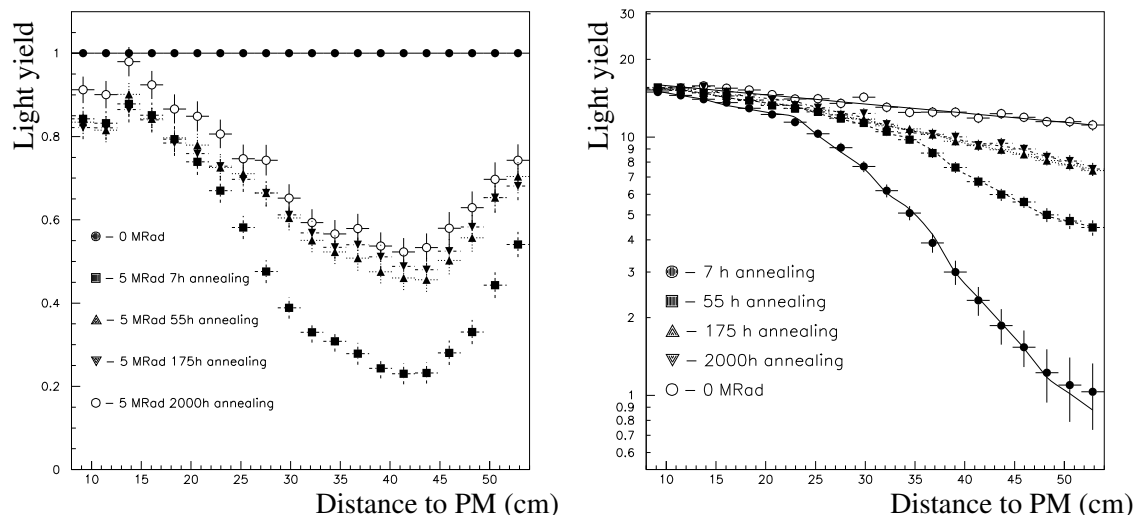 Light yield
1
0.8
0.6
0.4
0.2
0
– 0 MRad
– 5 MRad 7h annealing
– 5 MRad 55h annealing
– 5 MRad 175h annealing
– 5 MRad 2000h annealing
10 15 20 25 30 35 40 45 50
Distance to PM (cm)
Light yield
30
20
10
9
8
7
6
5
4
3
2
1
0.9
0.8
0.7
0.6
0.5
– 7 h annealing
– 55 h annealing
– 175 h annealing
– 2000h annealing
– 0 MRad
10 15 20 25 30 35 40 45 50
Distance to PM (cm)